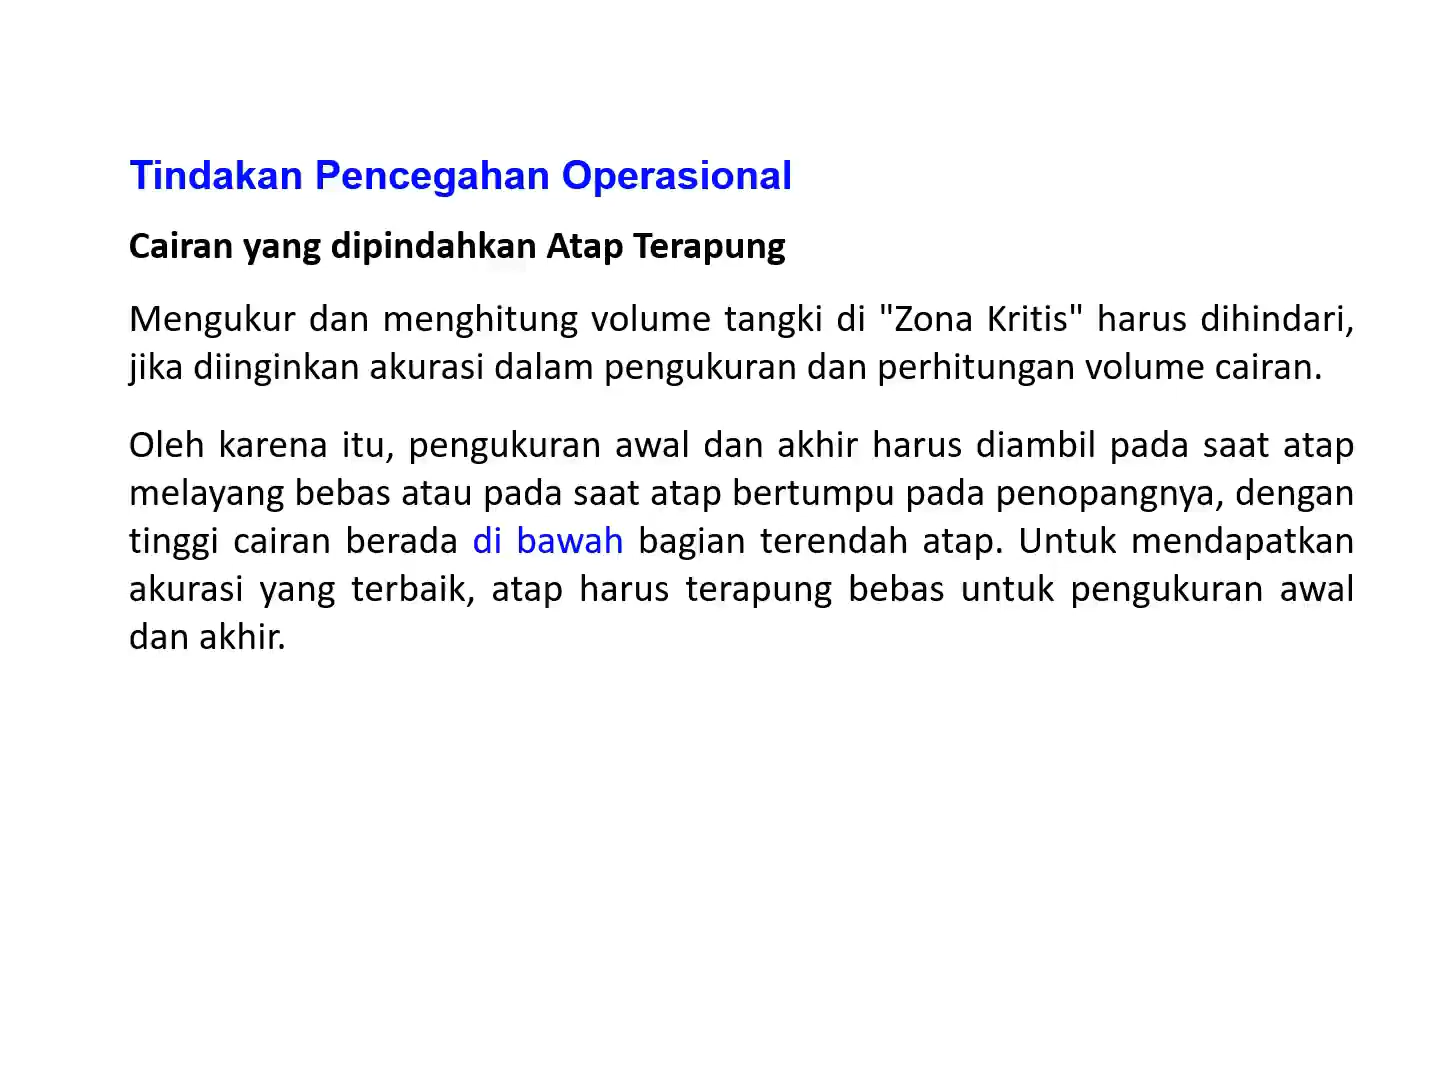 Tindakan Pencegahan Operasional
Cairan yang dipindahkan Atap Terapung
Mengukur dan menghitung volume tangki di "Zona Kritis" harus dihindari,
jika diinginkan akurasi dalam pengukuran dan perhitungan volume cairan.
Oleh karena itu, pengukuran awal dan akhir harus diambil pada saat atap
melayang bebas atau pada saat atap bertumpu pada penopangnya, dengan
tinggi cairan berada di bawah bagian terendah atap. Untuk mendapatkan
akurasi yang terbaik, atap harus terapung bebas untuk pengukuran awal
dan akhir.